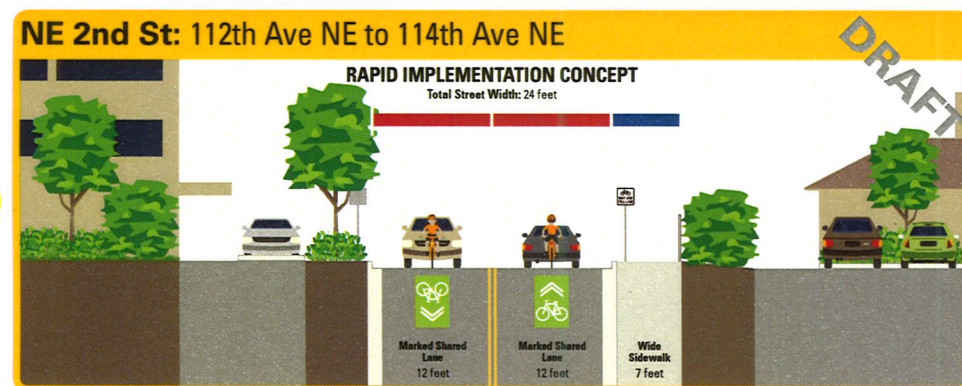 NE 2nd St: 112th Ave NE to 114th Ave NE
DRAFT
RAPID IMPLEMENTATION CONCEPT
Total Street Width: 24 feet
Marked Shared
Lane
12 feet
Marked Shared
Lane
12 feet
Wide
Sidewalk
7 feet